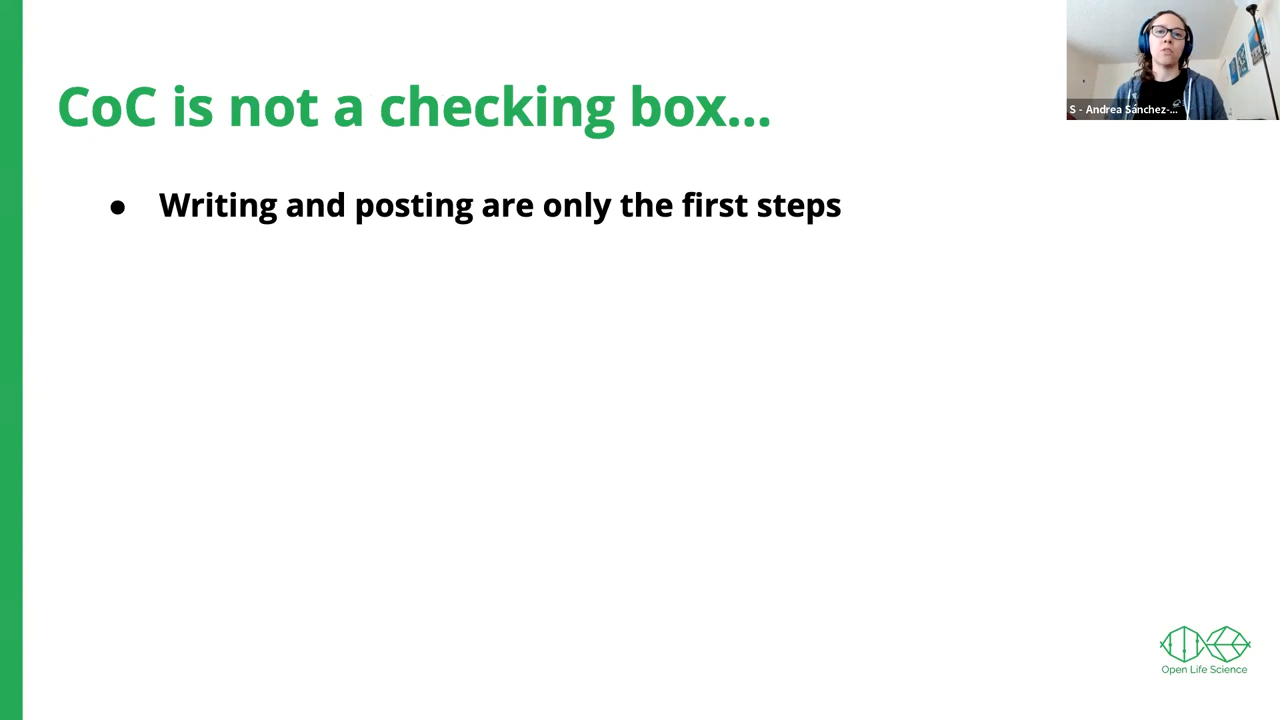 CoC is not a checking box...
S - Andrea Sánchez-...
● Writing and posting are only the first steps
Open Life Science